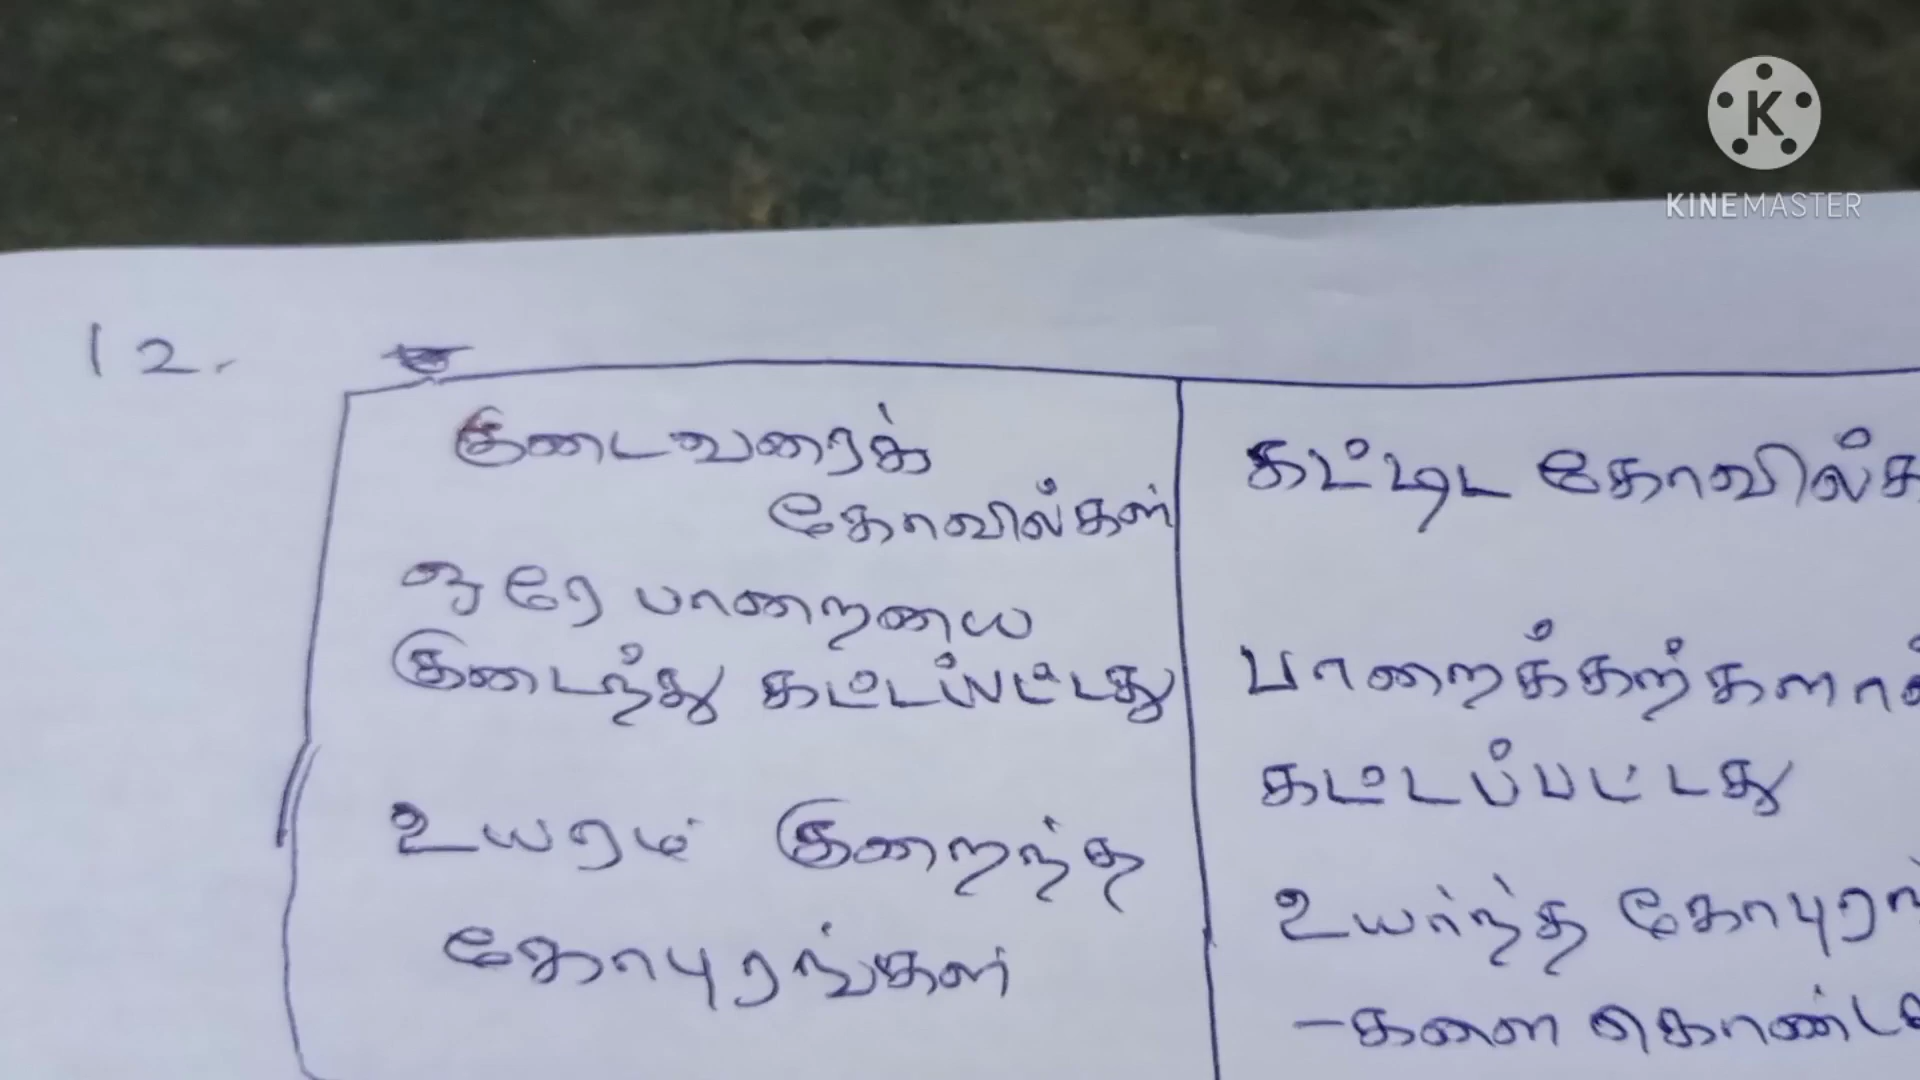 KINEMASTER
12.
குடைவரைக்
கோவில்கள்
ஒரே பாறையை
குடைந்து கட்டப்பட்டது
உயரம் குறைந்த
கோபுரங்கள்
கட்டிட
பாறைக்கற்களாக
கட்டப்பட்டது
உயர்ந்த
-களை